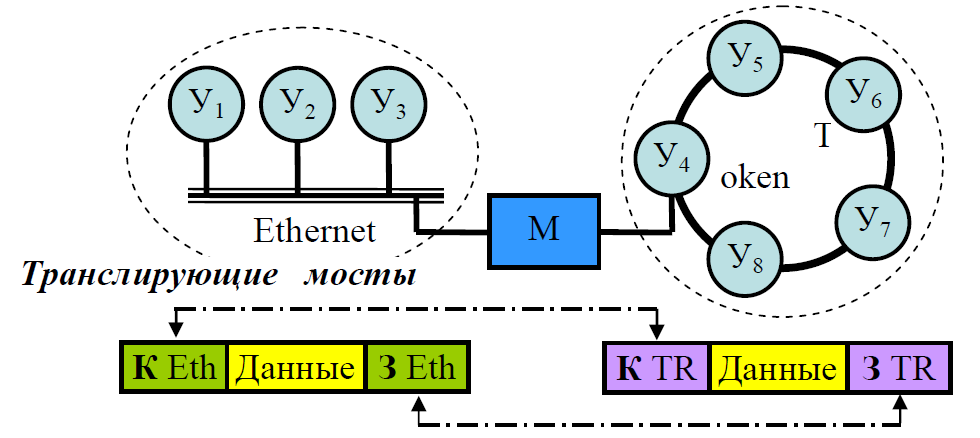 У1 У2 У3
У5
У6
Т
У4
oken
У7
У8
Ethernet
М
Транслирующие мосты
К Eth Данные З Eth
К TR Данные З TR